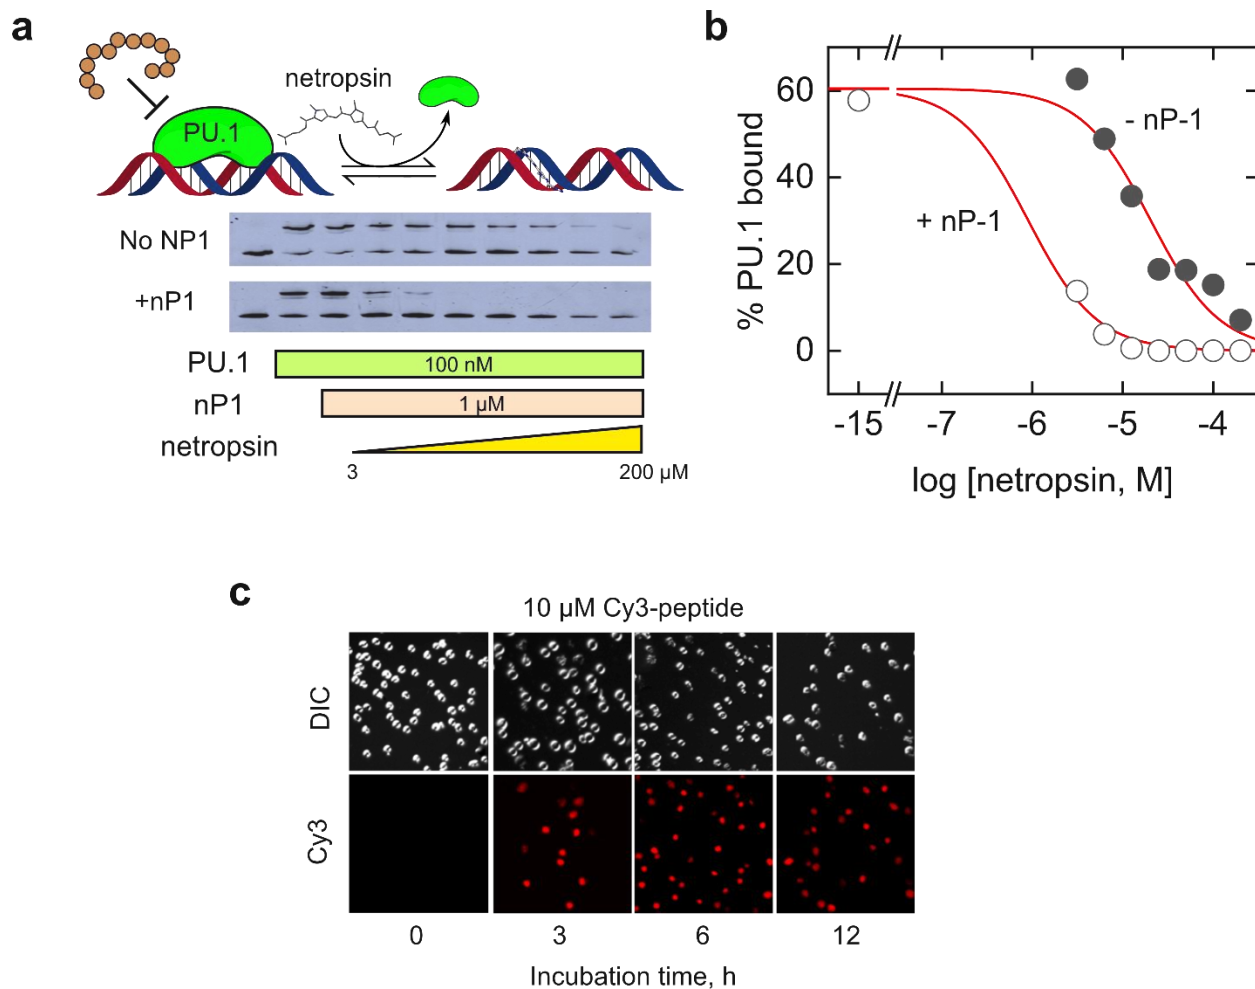 a
netropsin
PU.1
No NP1
+nP1
PU.1
100 nM
nP1
1 µM
netropsin
3
200 µM
b
60
40
20
0
% PU.1 bound
- nP-1
+ nP-1
-15
-7
-6
-5
-4
log [netropsin, M]
c
10 µM Cy3-peptide
DIC
Cy3
0
3
6
12
Incubation time, h